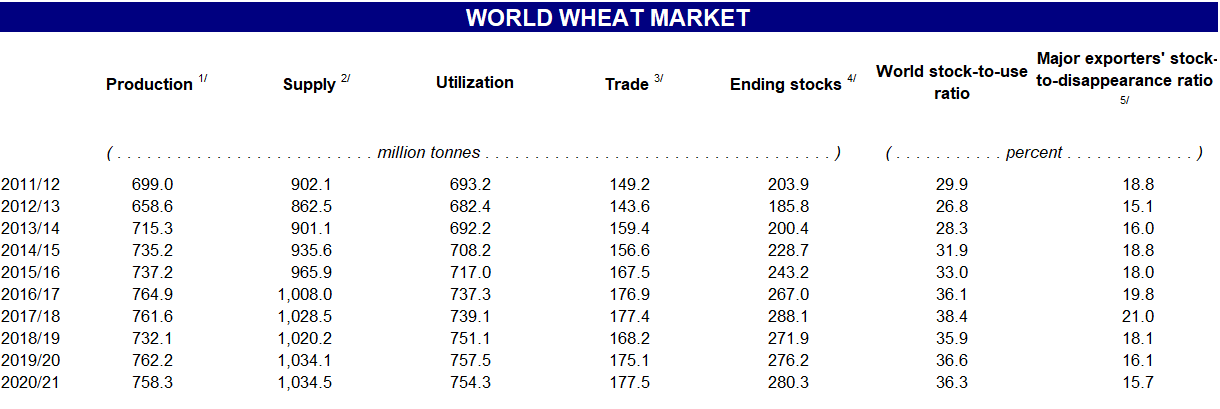 WORLD WHEAT MARKET
Production 1/ Supply 2/ Utilization Trade 3/ Ending stocks 4/ World stock-to-use ratio Major exporters' stock-to-disappearance ratio 5/
( . . . . . . . . . . . . . . . . . . . . . . . . . . million tonnes . . . . . . . . . . . . . . . . . . . . . . . . . . . . . . . . . . . ) ( . . . . . . . . . . . percent . . . . . . . . . . . . . )
2011/12 699.0 902.1 693.2 149.2 203.9 29.9 18.8
2012/13 658.6 862.5 682.4 143.6 185.8 26.8 15.1
2013/14 715.3 901.1 692.2 159.4 200.4 28.3 16.0
2014/15 735.2 935.6 708.2 156.6 228.7 31.9 18.8
2015/16 737.2 965.9 717.0 167.5 243.2 33.0 18.0
2016/17 764.9 1,008.0 737.3 176.9 267.0 36.1 19.8
2017/18 761.6 1,028.5 739.1 177.4 288.1 38.4 21.0
2018/19 732.1 1,020.2 751.1 168.2 271.9 35.9 18.1
2019/20 762.2 1,034.1 757.5 175.1 276.2 36.6 16.1
2020/21 758.3 1,034.5 754.3 177.5 280.3 36.3 15.7